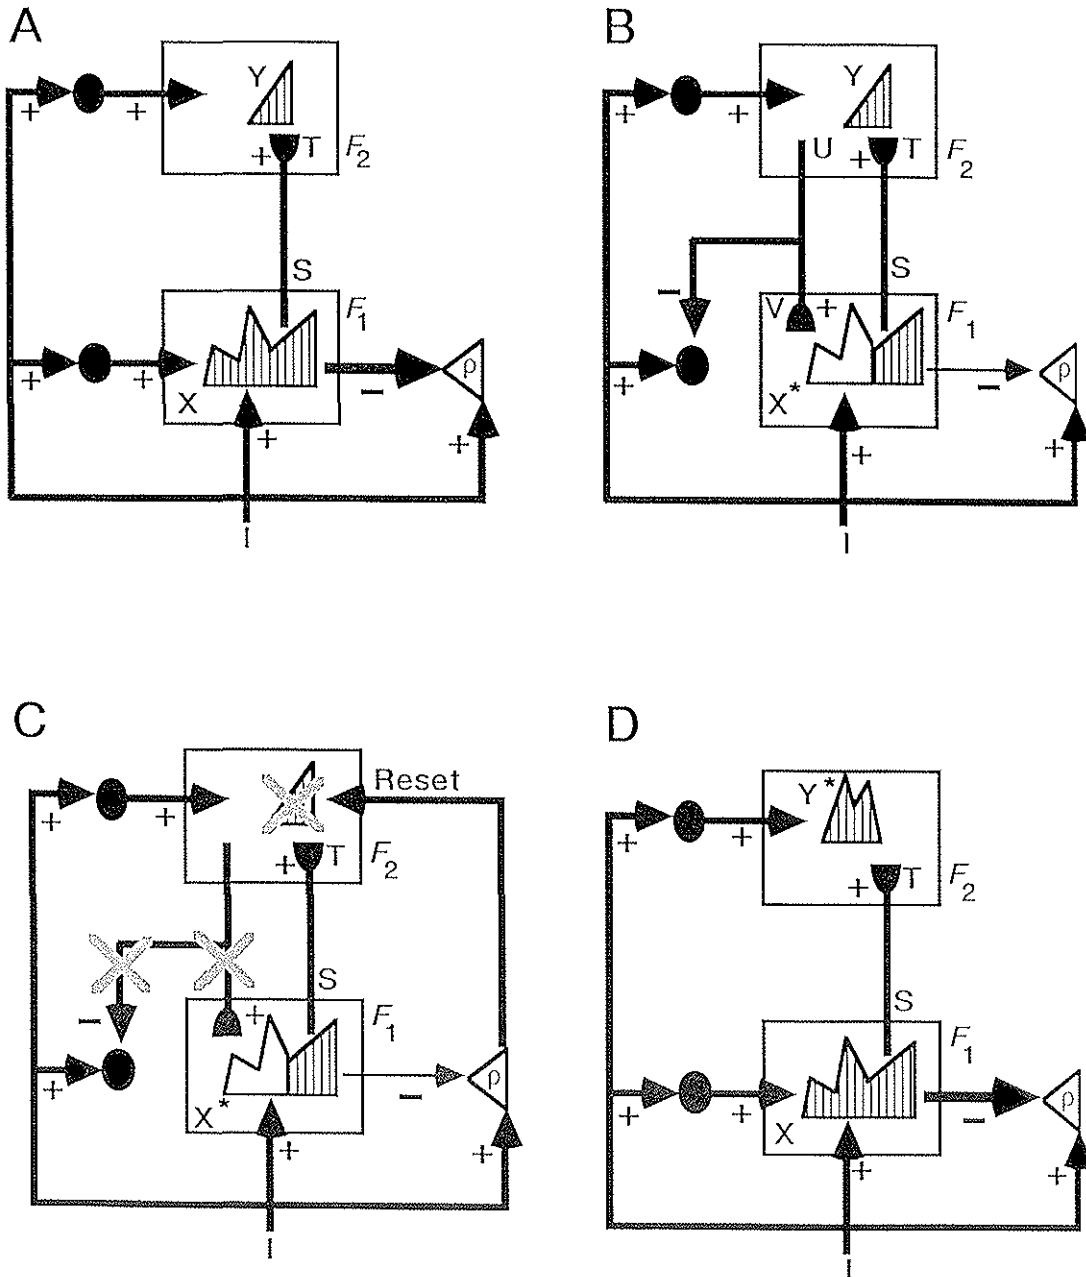 A
Y
+ +
+ T F2
S
F1
+ + − ρ
X
+ +
I
B
Y
+ +
U + T F2
− S
V + F1
+ − ρ
X*
+ +
I
C
Reset
+ +
+ T F2
S
− + F1
+ − ρ
X*
+ +
I
D
Y*
+ +
+ T F2
S
F1
+ + − ρ
X
+ +
I